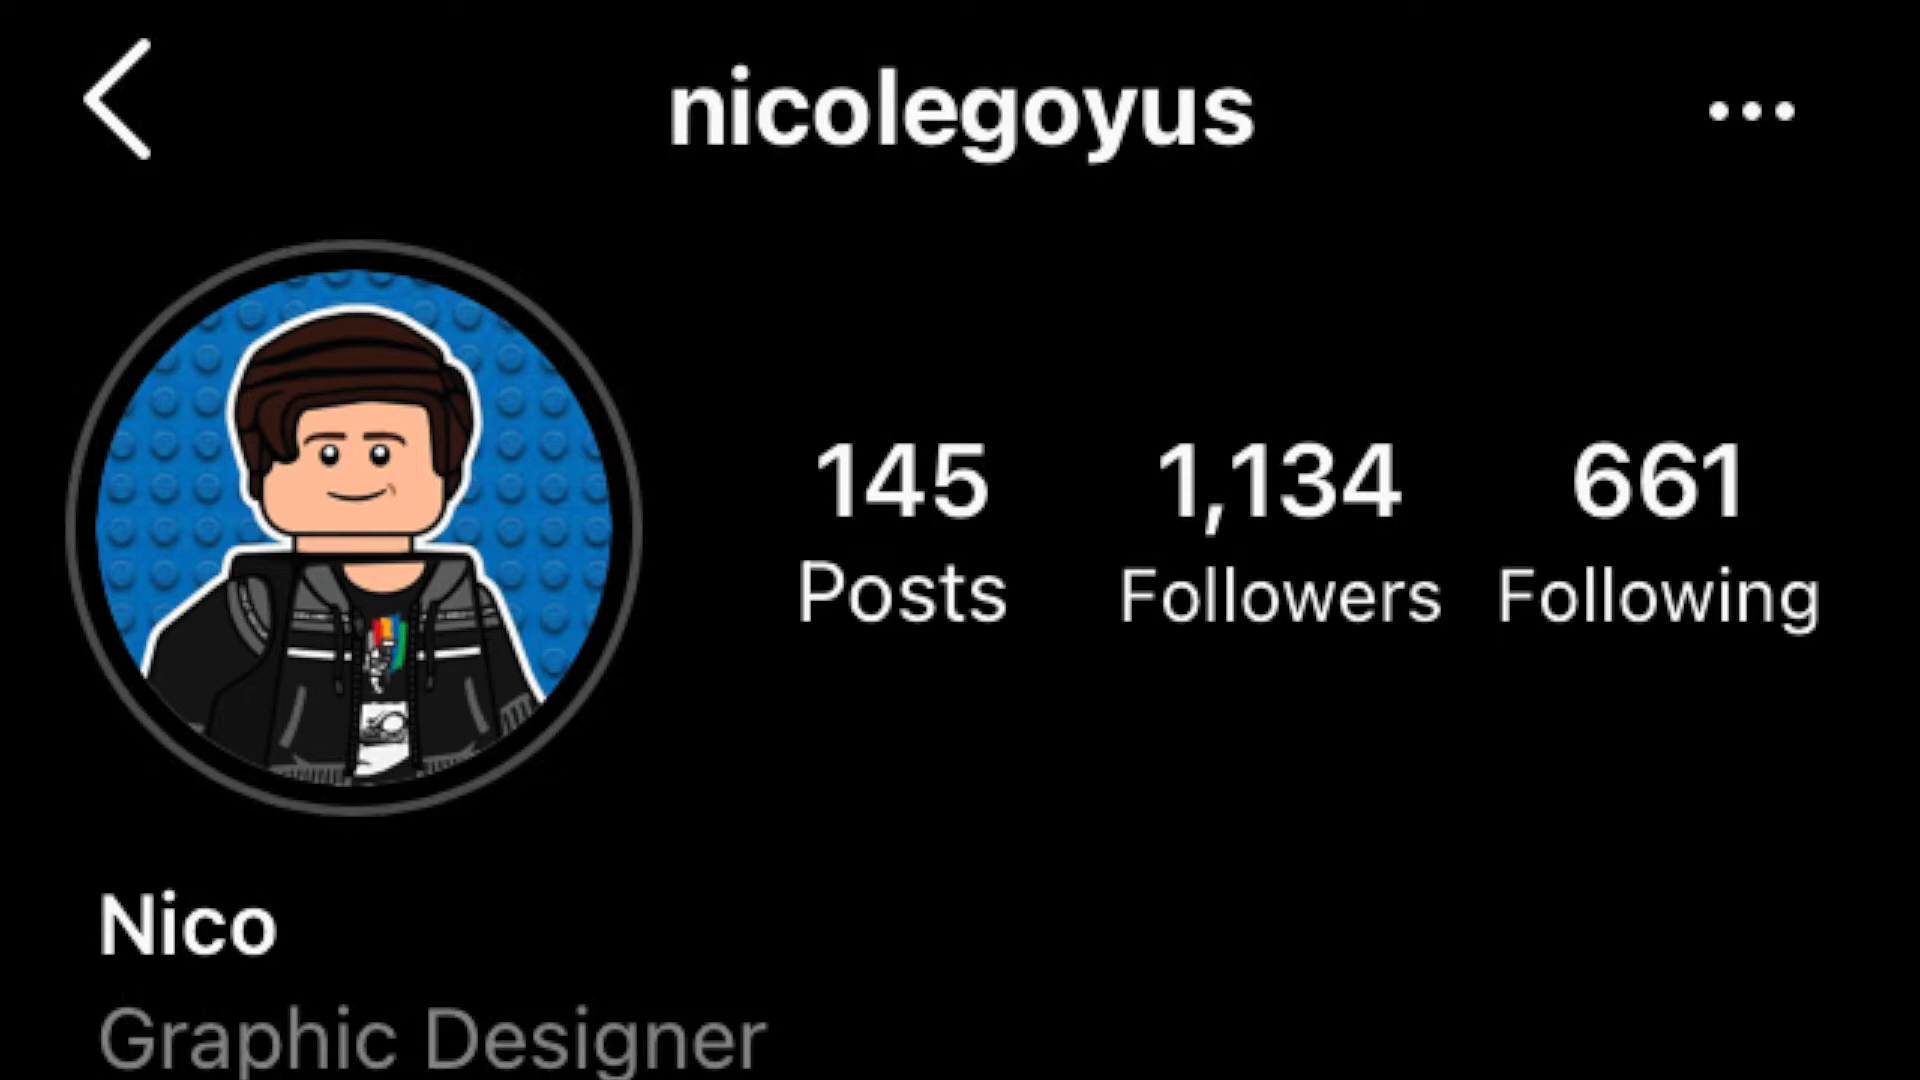 nicolegoyus
145 1,134 661
Posts Followers Following
Nico
Graphic Designer